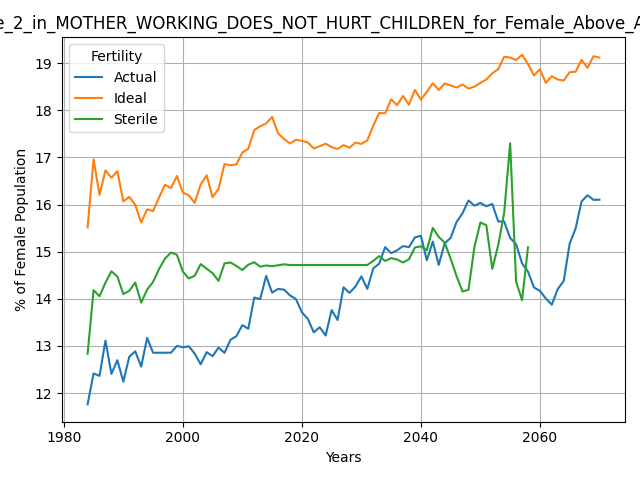 e_2_in_MOTHER_WORKING_DOES_NOT_HURT_CHILDREN_for_Female_Above_A
Fertility
Actual
Ideal
Sterile
% of Female Population
19
18
17
16
15
14
13
12
1980
2000
2020
2040
2060
Years